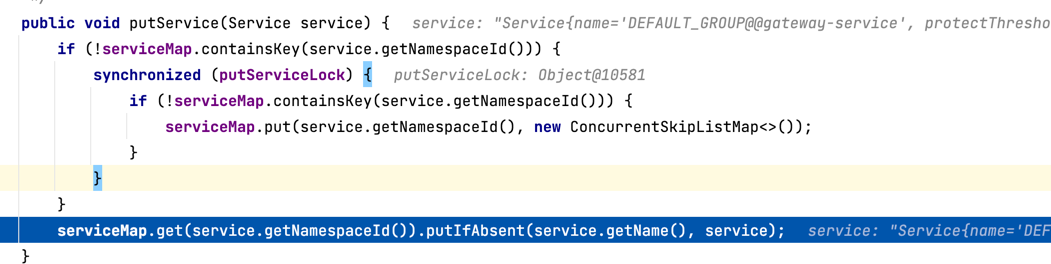 */
public void putService(Service service) {   service: "Service{name='DEFAULT_GROUP@@gateway-service', protectThresho
    if (!serviceMap.containsKey(service.getNamespaceId())) {
        synchronized (putServiceLock) {   putServiceLock: Object@10581
            if (!serviceMap.containsKey(service.getNamespaceId())) {
                serviceMap.put(service.getNamespaceId(), new ConcurrentSkipListMap<>());
            }
        }
    }
    serviceMap.get(service.getNamespaceId()).putIfAbsent(service.getName(), service);   service: "Service{name='DEF
}